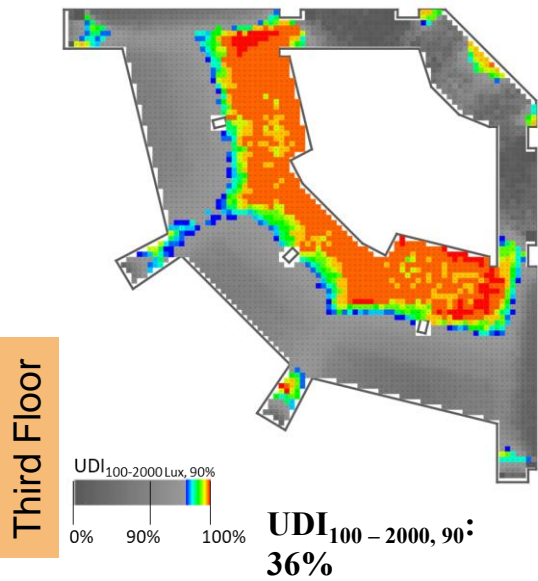 Third Floor
UDI100-2000 Lux, 90%
0% 90% 100%
UDI100 – 2000, 90:
36%